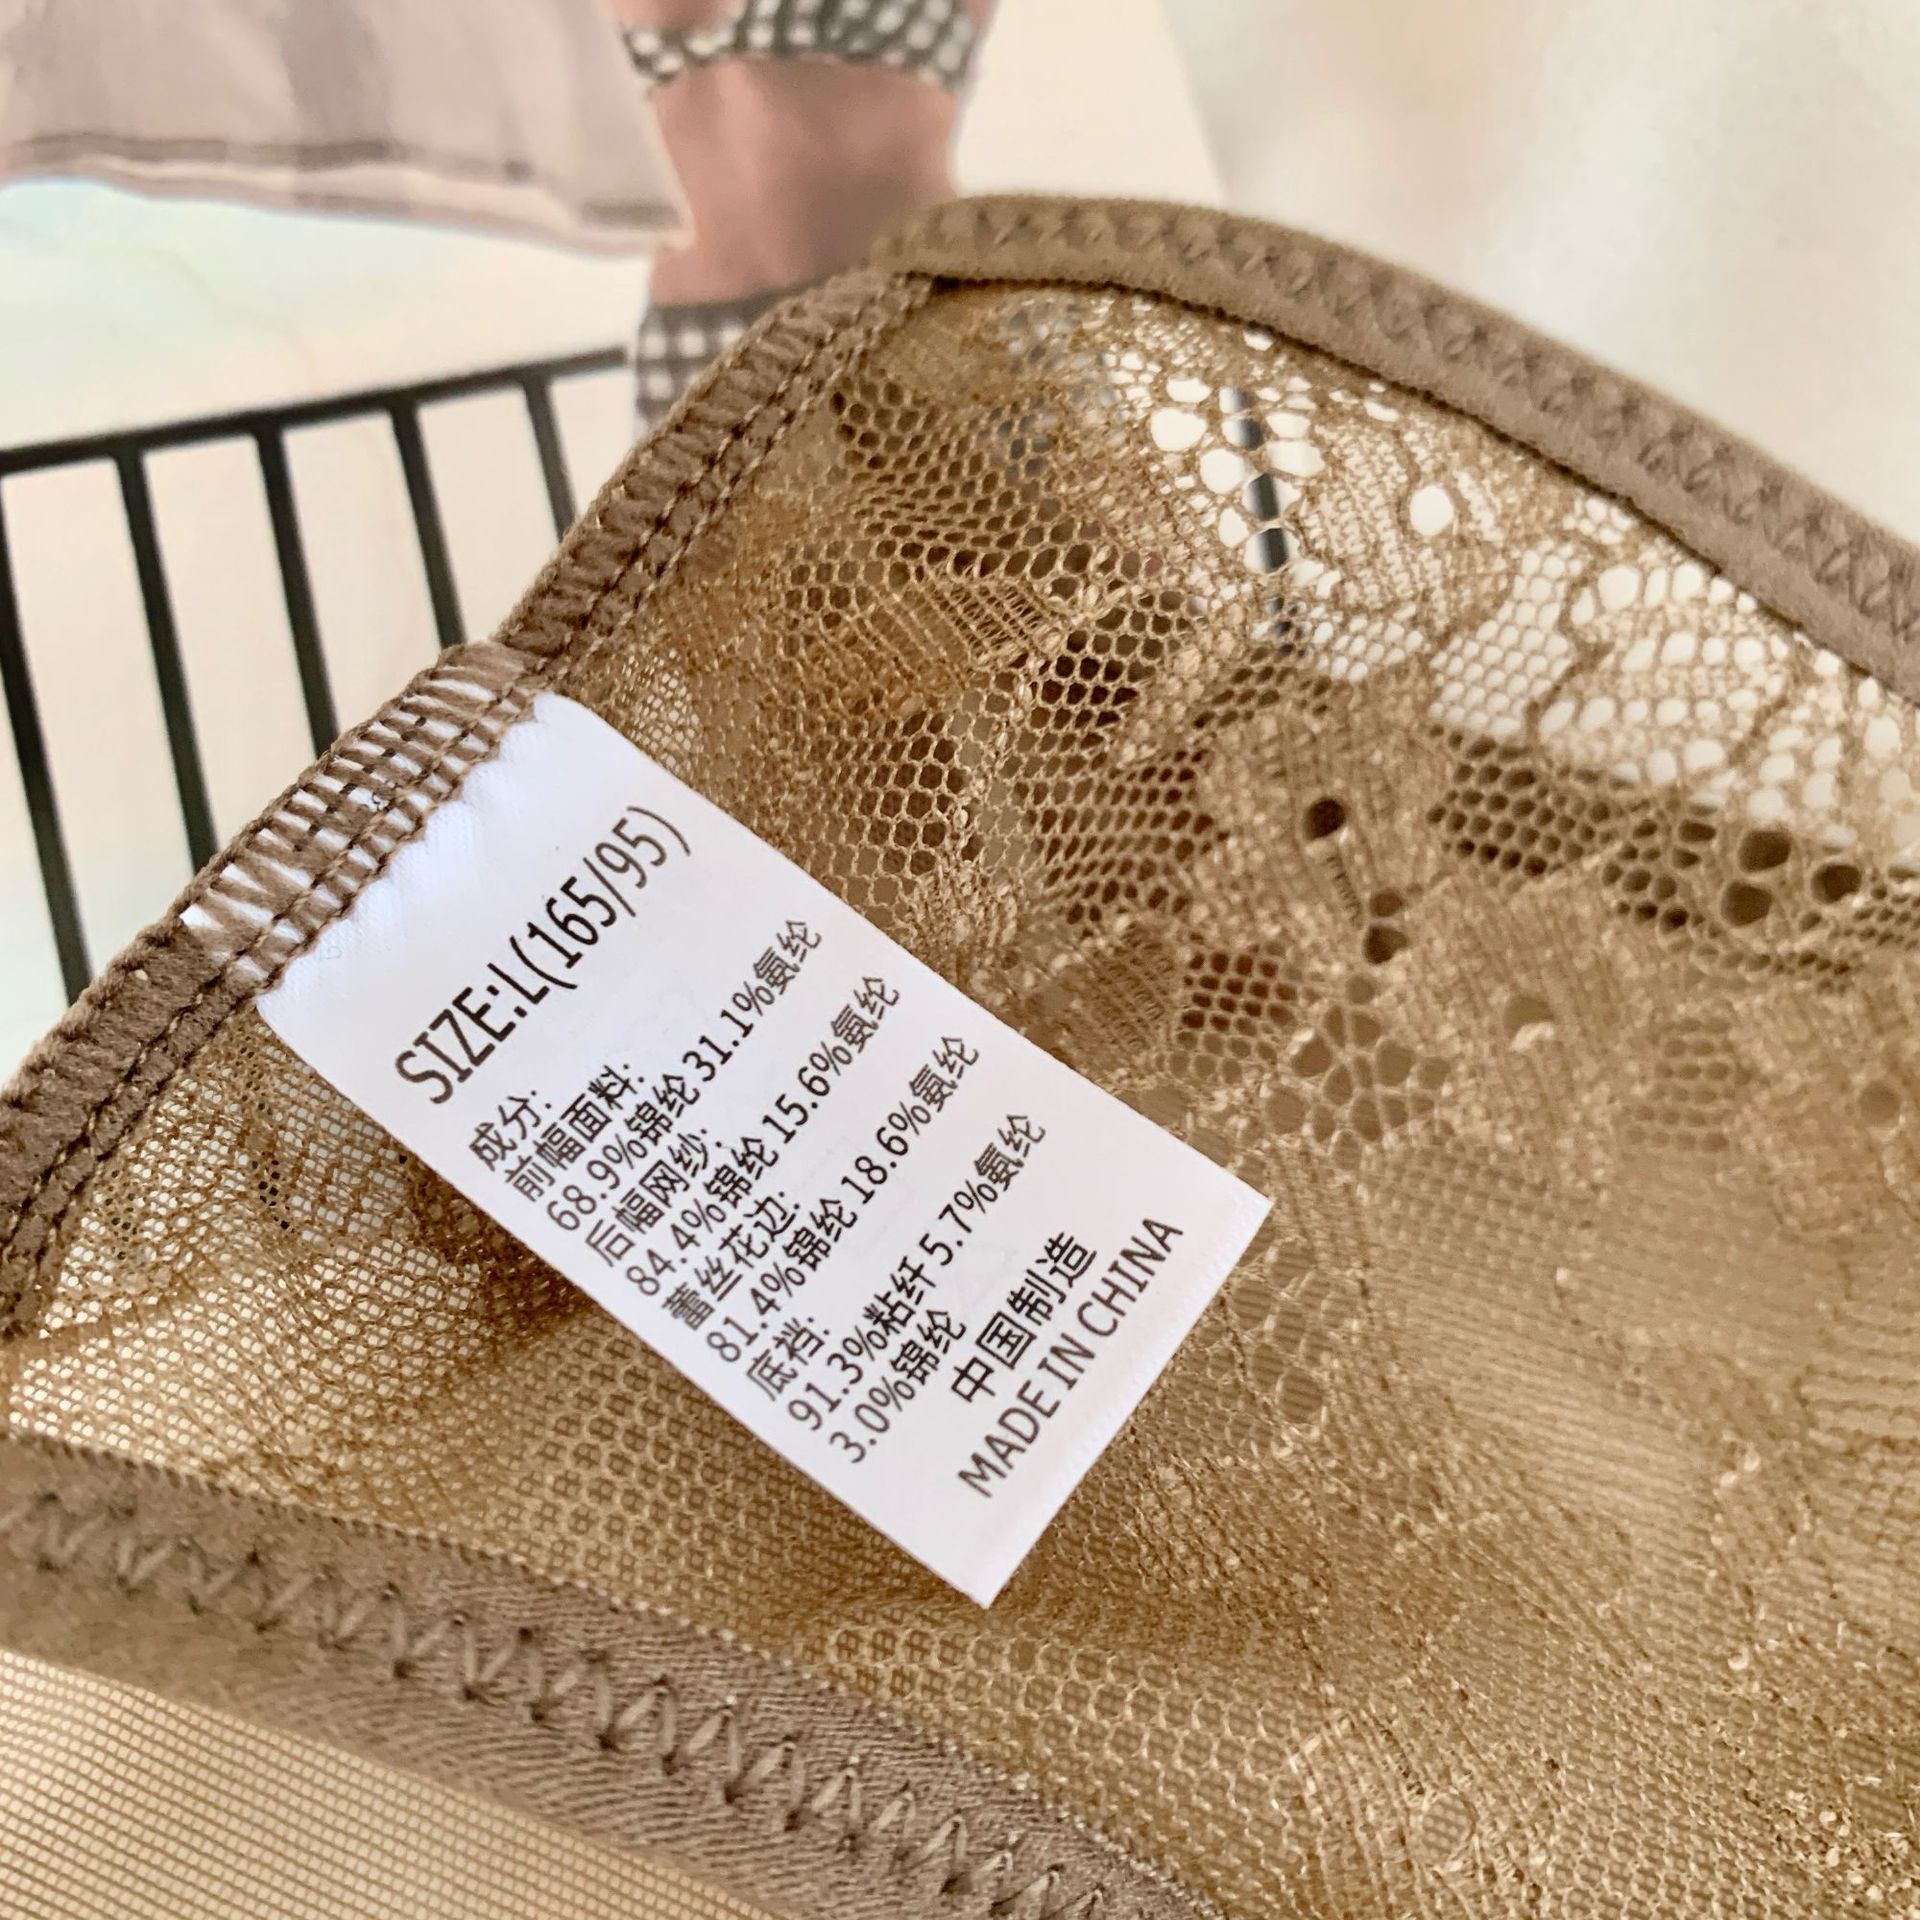 SIZE:L(165/95)
成分:
前幅面料:
68.9%锦纶 31.1%氨纶
后幅网纱:
84.4%锦纶 15.6%氨纶
蕾丝花边:
81.4%锦纶 18.6%氨纶
底裆:
91.3%粘纤 5.7%氨纶
3.0%锦纶
中国制造
MADE IN CHINA